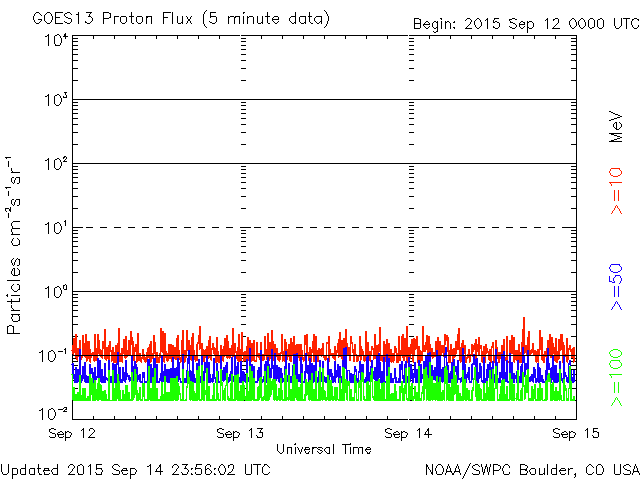 GOES13 Proton Flux (5 minute data)
Begin: 2015 Sep 12 0000 UTC
Particles cm⁻²s⁻¹sr⁻¹
10⁴
10³
10²
10¹
10⁰
10⁻¹
10⁻²
Sep 12
Sep 13
Sep 14
Sep 15
Universal Time
MeV
>=10
>=50
>=100
Updated 2015 Sep 14 23:56:02 UTC
NOAA/SWPC Boulder, CO USA